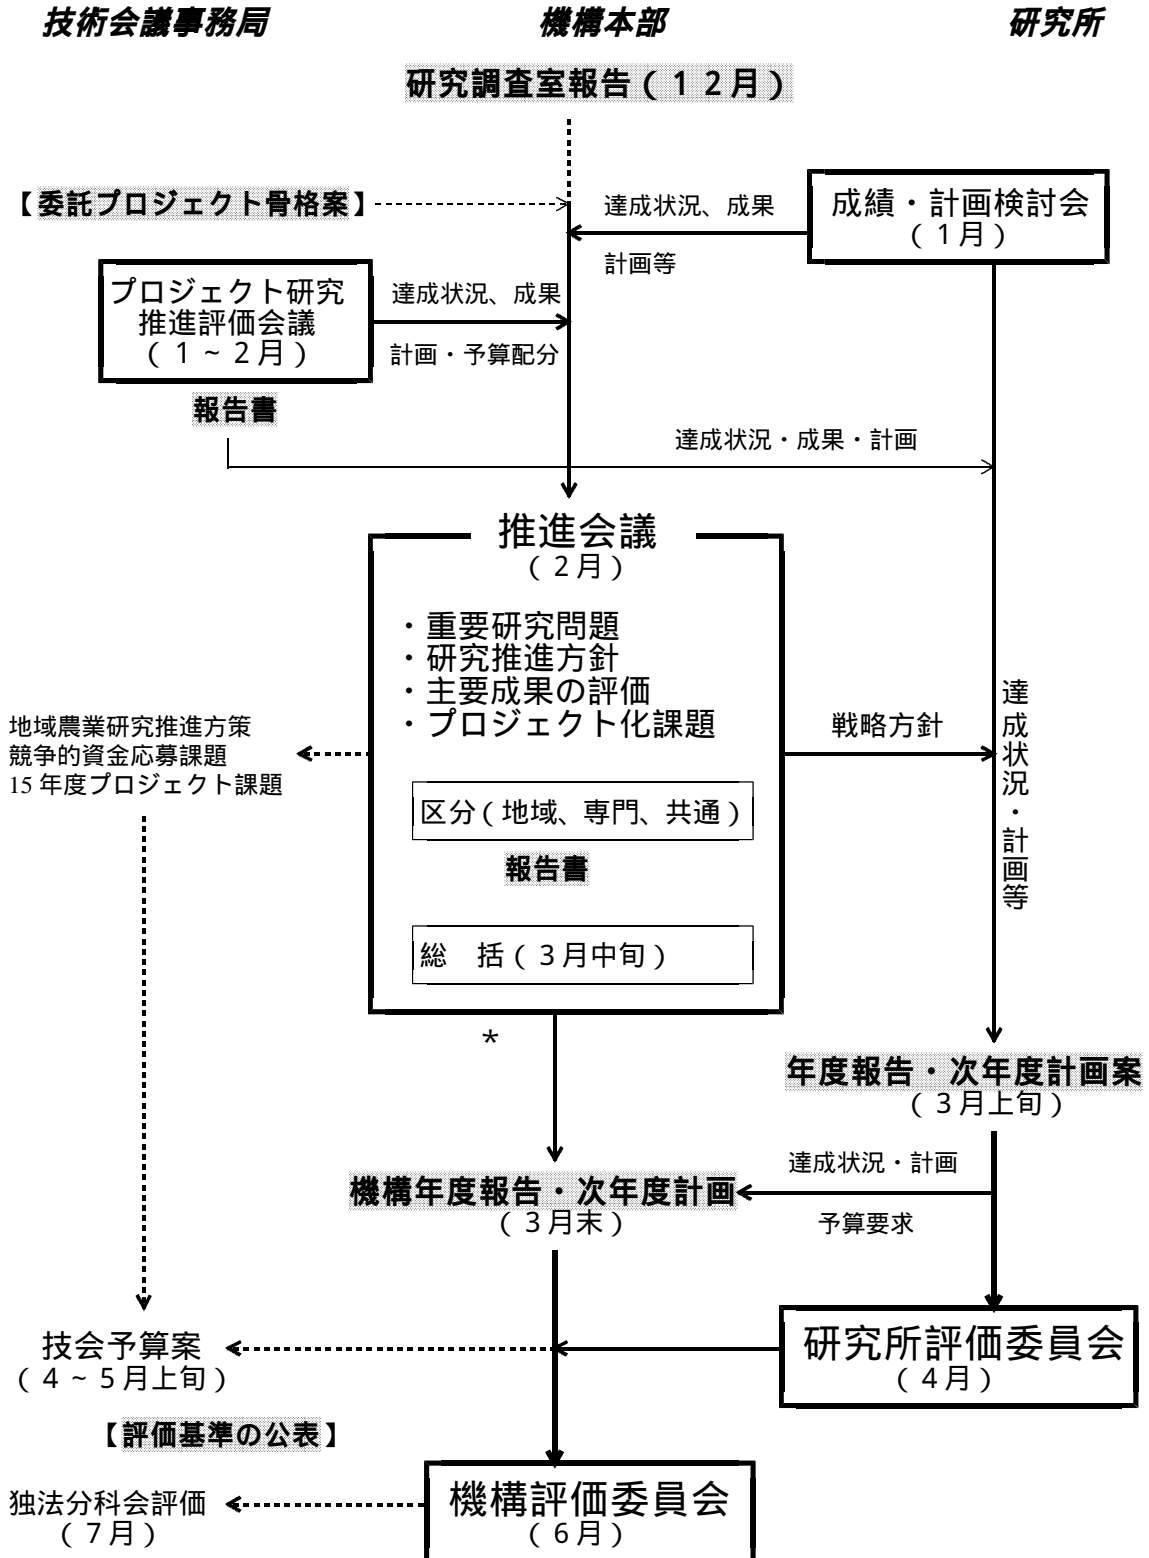 技術会議事務局
機構本部
研究所
研究調査室報告（１２月）
【委託プロジェクト骨格案】
達成状況、成果
計画等
成績・計画検討会
（１月）
プロジェクト研究
推進評価会議
（１～２月）
達成状況、成果
計画・予算配分
報告書
達成状況・成果・計画
推進会議
（２月）
・重要研究問題
・研究推進方針
・主要成果の評価
・プロジェクト化課題
区分（地域、専門、共通）
報告書
総　括（３月中旬）
地域農業研究推進方策
競争的資金応募課題
15年度プロジェクト課題
戦略方針
達成状況・計画等
*
年度報告・次年度計画案
（３月上旬）
達成状況・計画
予算要求
機構年度報告・次年度計画
（３月末）
技会予算案
（４～５月上旬）
研究所評価委員会
（４月）
【評価基準の公表】
独法分科会評価
（７月）
機構評価委員会
（６月）